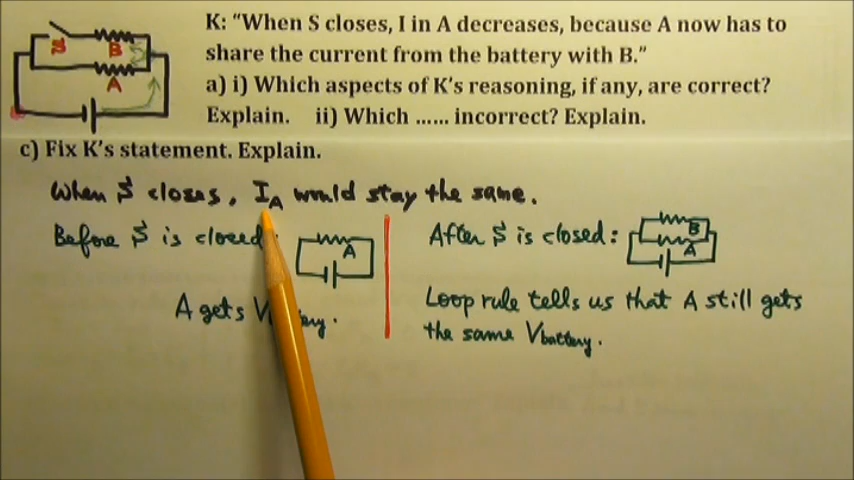 K: "When S closes, I in A decreases, because A now has to
share the current from the battery with B."
a) i) Which aspects of K's reasoning, if any, are correct?
Explain. ii) Which ...... incorrect? Explain.
S
B
A
c) Fix K's statement. Explain.
When S closes, IA would stay the same.
Before S is closed:
A
A gets
After S is closed:
B
A
Loop rule tells us that A still gets
the same Vbattery.